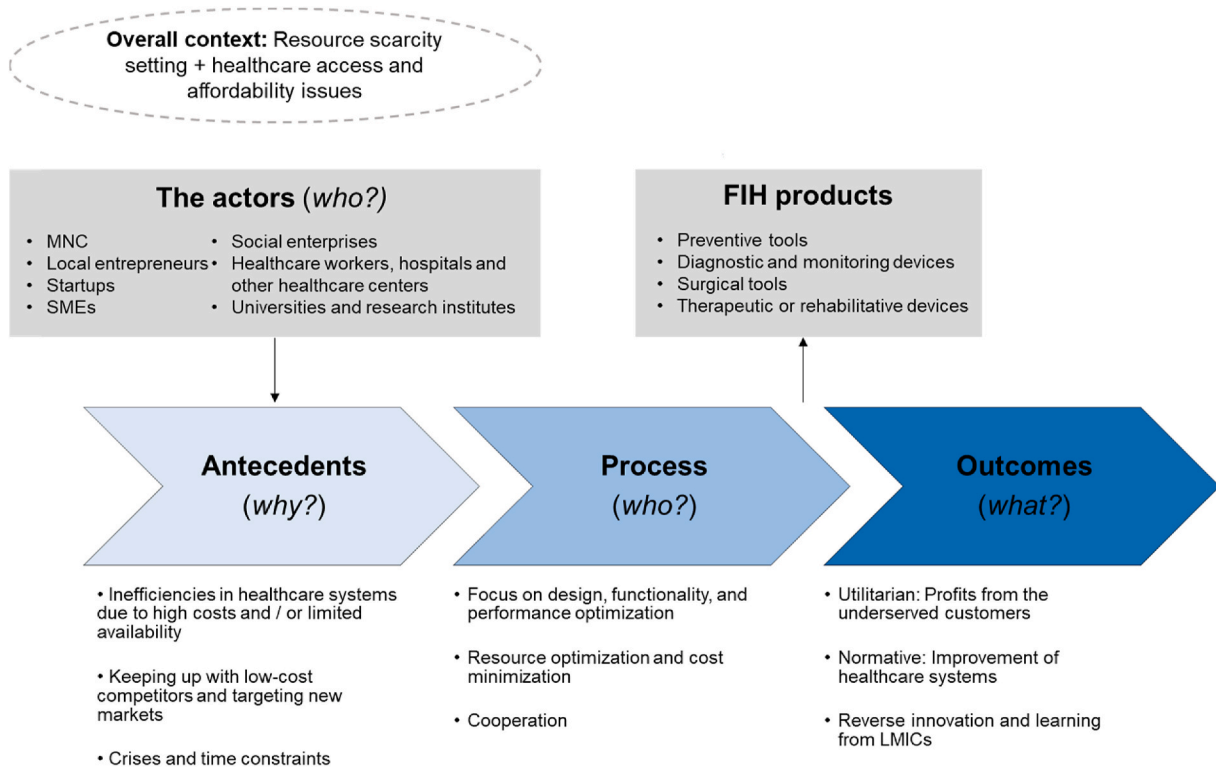 Overall context: Resource scarcity
setting + healthcare access and
affordability issues
The actors (who?)
• MNC
• Local entrepreneurs
• Startups
• SMEs
• Social enterprises
• Healthcare workers, hospitals and
other healthcare centers
• Universities and research institutes
FIH products
• Preventive tools
• Diagnostic and monitoring devices
• Surgical tools
• Therapeutic or rehabilitative devices
Antecedents
(why?)
Process
(who?)
Outcomes
(what?)
• Inefficiencies in healthcare systems
due to high costs and / or limited
availability
• Keeping up with low-cost
competitors and targeting new
markets
• Crises and time constraints
• Focus on design, functionality, and
performance optimization
• Resource optimization and cost
minimization
• Cooperation
• Utilitarian: Profits from the
underserved customers
• Normative: Improvement of
healthcare systems
• Reverse innovation and learning
from LMICs